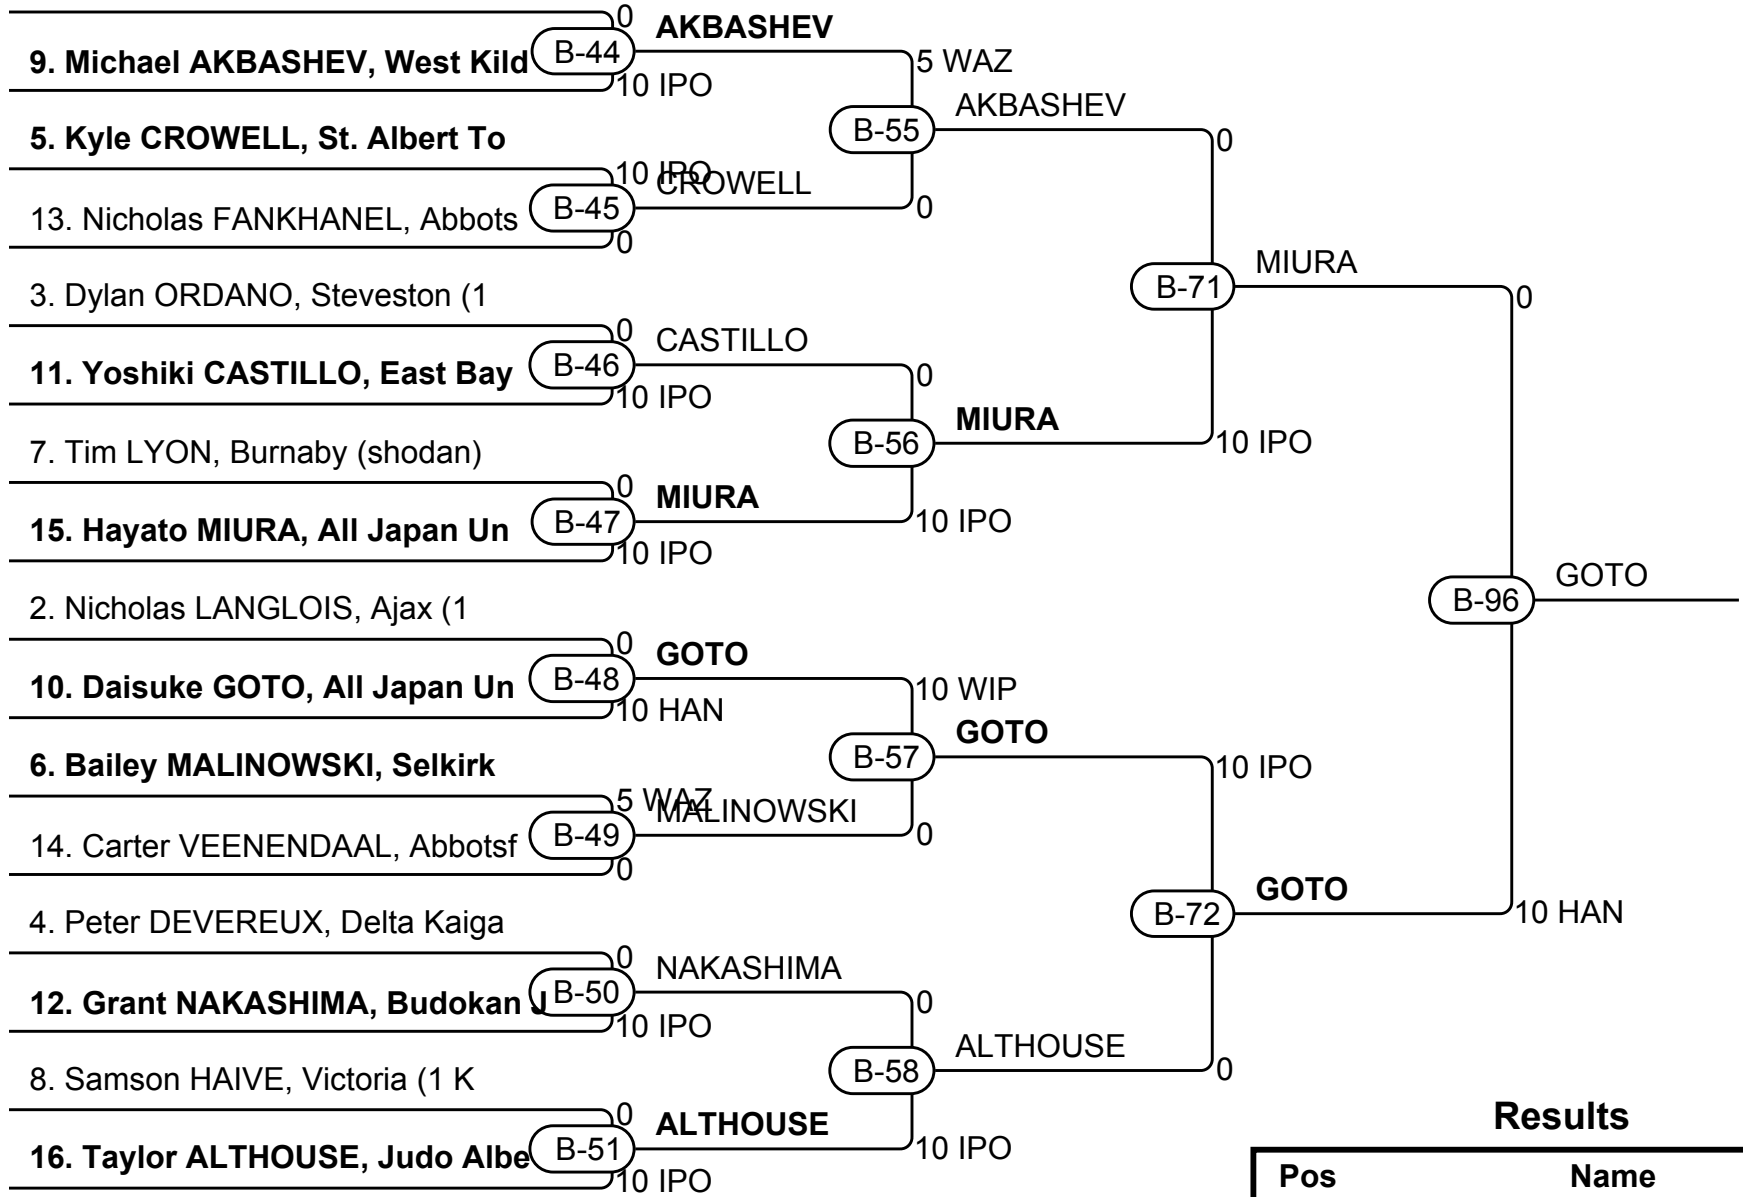 0
9. Michael AKBASHEV, West Kild
B-44
AKBASHEV
10 IPO
5. Kyle CROWELL, St. Albert To
10 IPO
13. Nicholas FANKHANEL, Abbots
B-45
CROWELL
0
5 WAZ
B-55
AKBASHEV
0
3. Dylan ORDANO, Steveston (1
0
11. Yoshiki CASTILLO, East Bay
B-46
CASTILLO
10 IPO
7. Tim LYON, Burnaby (shodan)
0
15. Hayato MIURA, All Japan Un
B-47
MIURA
10 IPO
0
B-56
MIURA
10 IPO
0
B-71
MIURA
10 IPO
2. Nicholas LANGLOIS, Ajax (1
0
10. Daisuke GOTO, All Japan Un
B-48
GOTO
10 HAN
6. Bailey MALINOWSKI, Selkirk
5 WAZ
14. Carter VEENENDAAL, Abbotsf
B-49
MALINOWSKI
0
10 WIP
B-57
GOTO
0
4. Peter DEVEREUX, Delta Kaiga
0
12. Grant NAKASHIMA, Budokan J
B-50
NAKASHIMA
10 IPO
8. Samson HAIVE, Victoria (1 K
0
16. Taylor ALTHOUSE, Judo Albe
B-51
ALTHOUSE
10 IPO
0
B-58
ALTHOUSE
10 IPO
10 IPO
B-72
GOTO
0
0
B-96
GOTO
10 HAN
Results
Pos Name